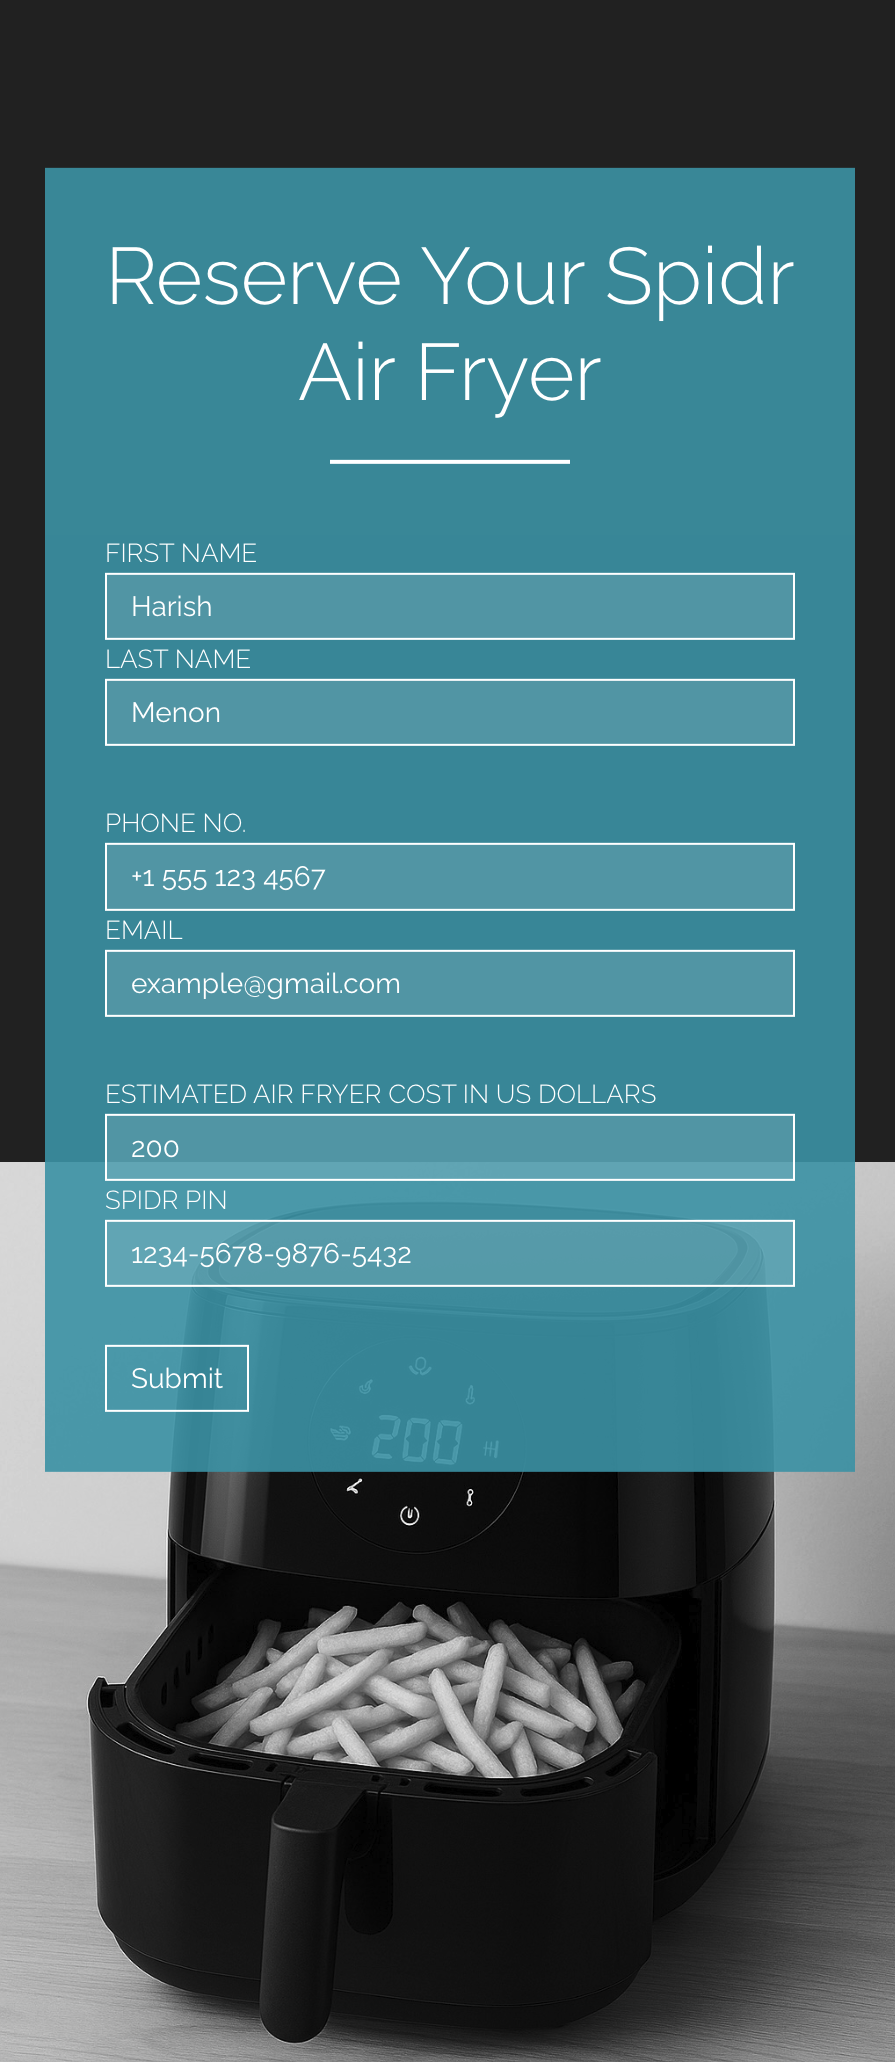 Reserve Your Spidr
Air Fryer
FIRST NAME
Harish
LAST NAME
Menon
PHONE NO.
+1 555 123 4567
EMAIL
example@gmail.com
ESTIMATED AIR FRYER COST IN US DOLLARS
200
SPIDR PIN
1234-5678-9876-5432
Submit
200